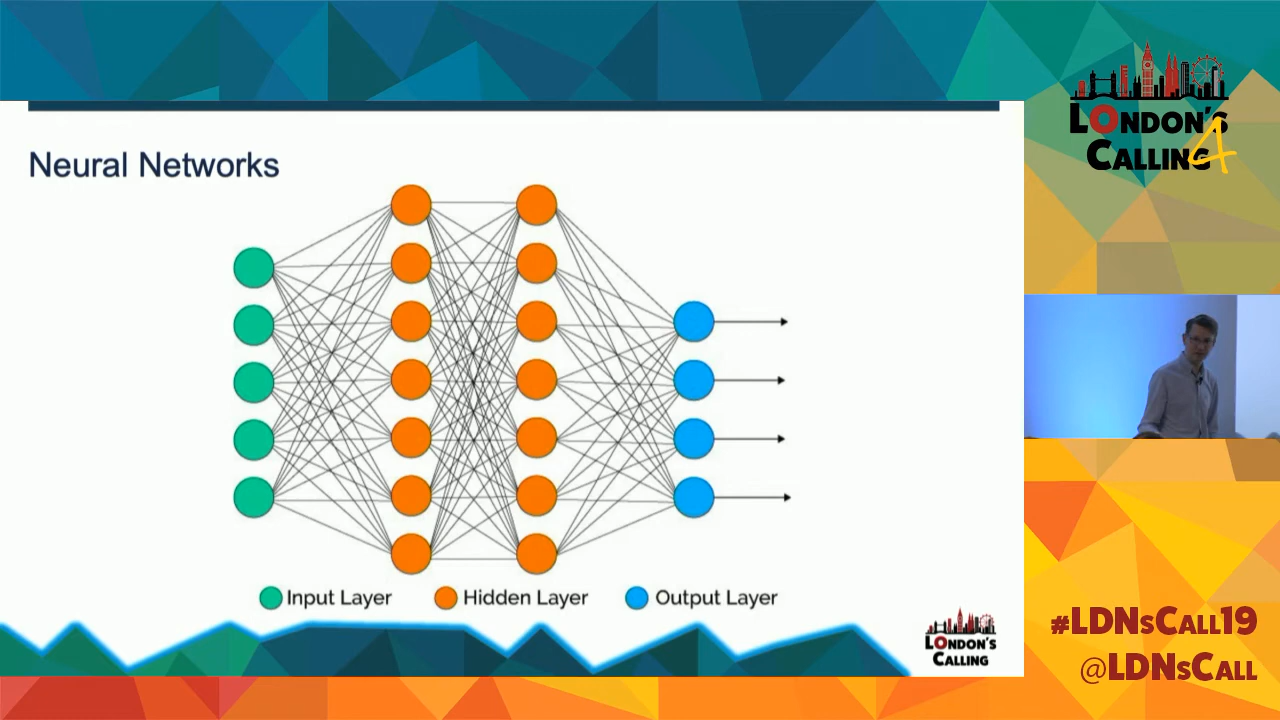 Neural Networks
Input Layer
Hidden Layer
Output Layer
LONDON'S
CALLING
LONDON'S
CALLING 4
#LDNSCALL19
@LDNSCALL